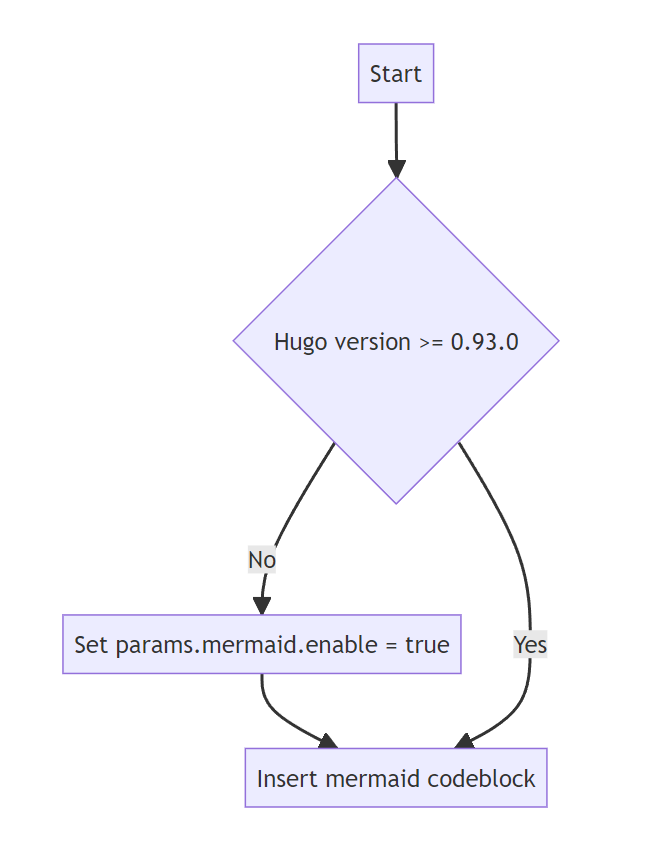 Start
Hugo version >= 0.93.0
No
Set params.mermaid.enable = true
Yes
Insert mermaid codeblock